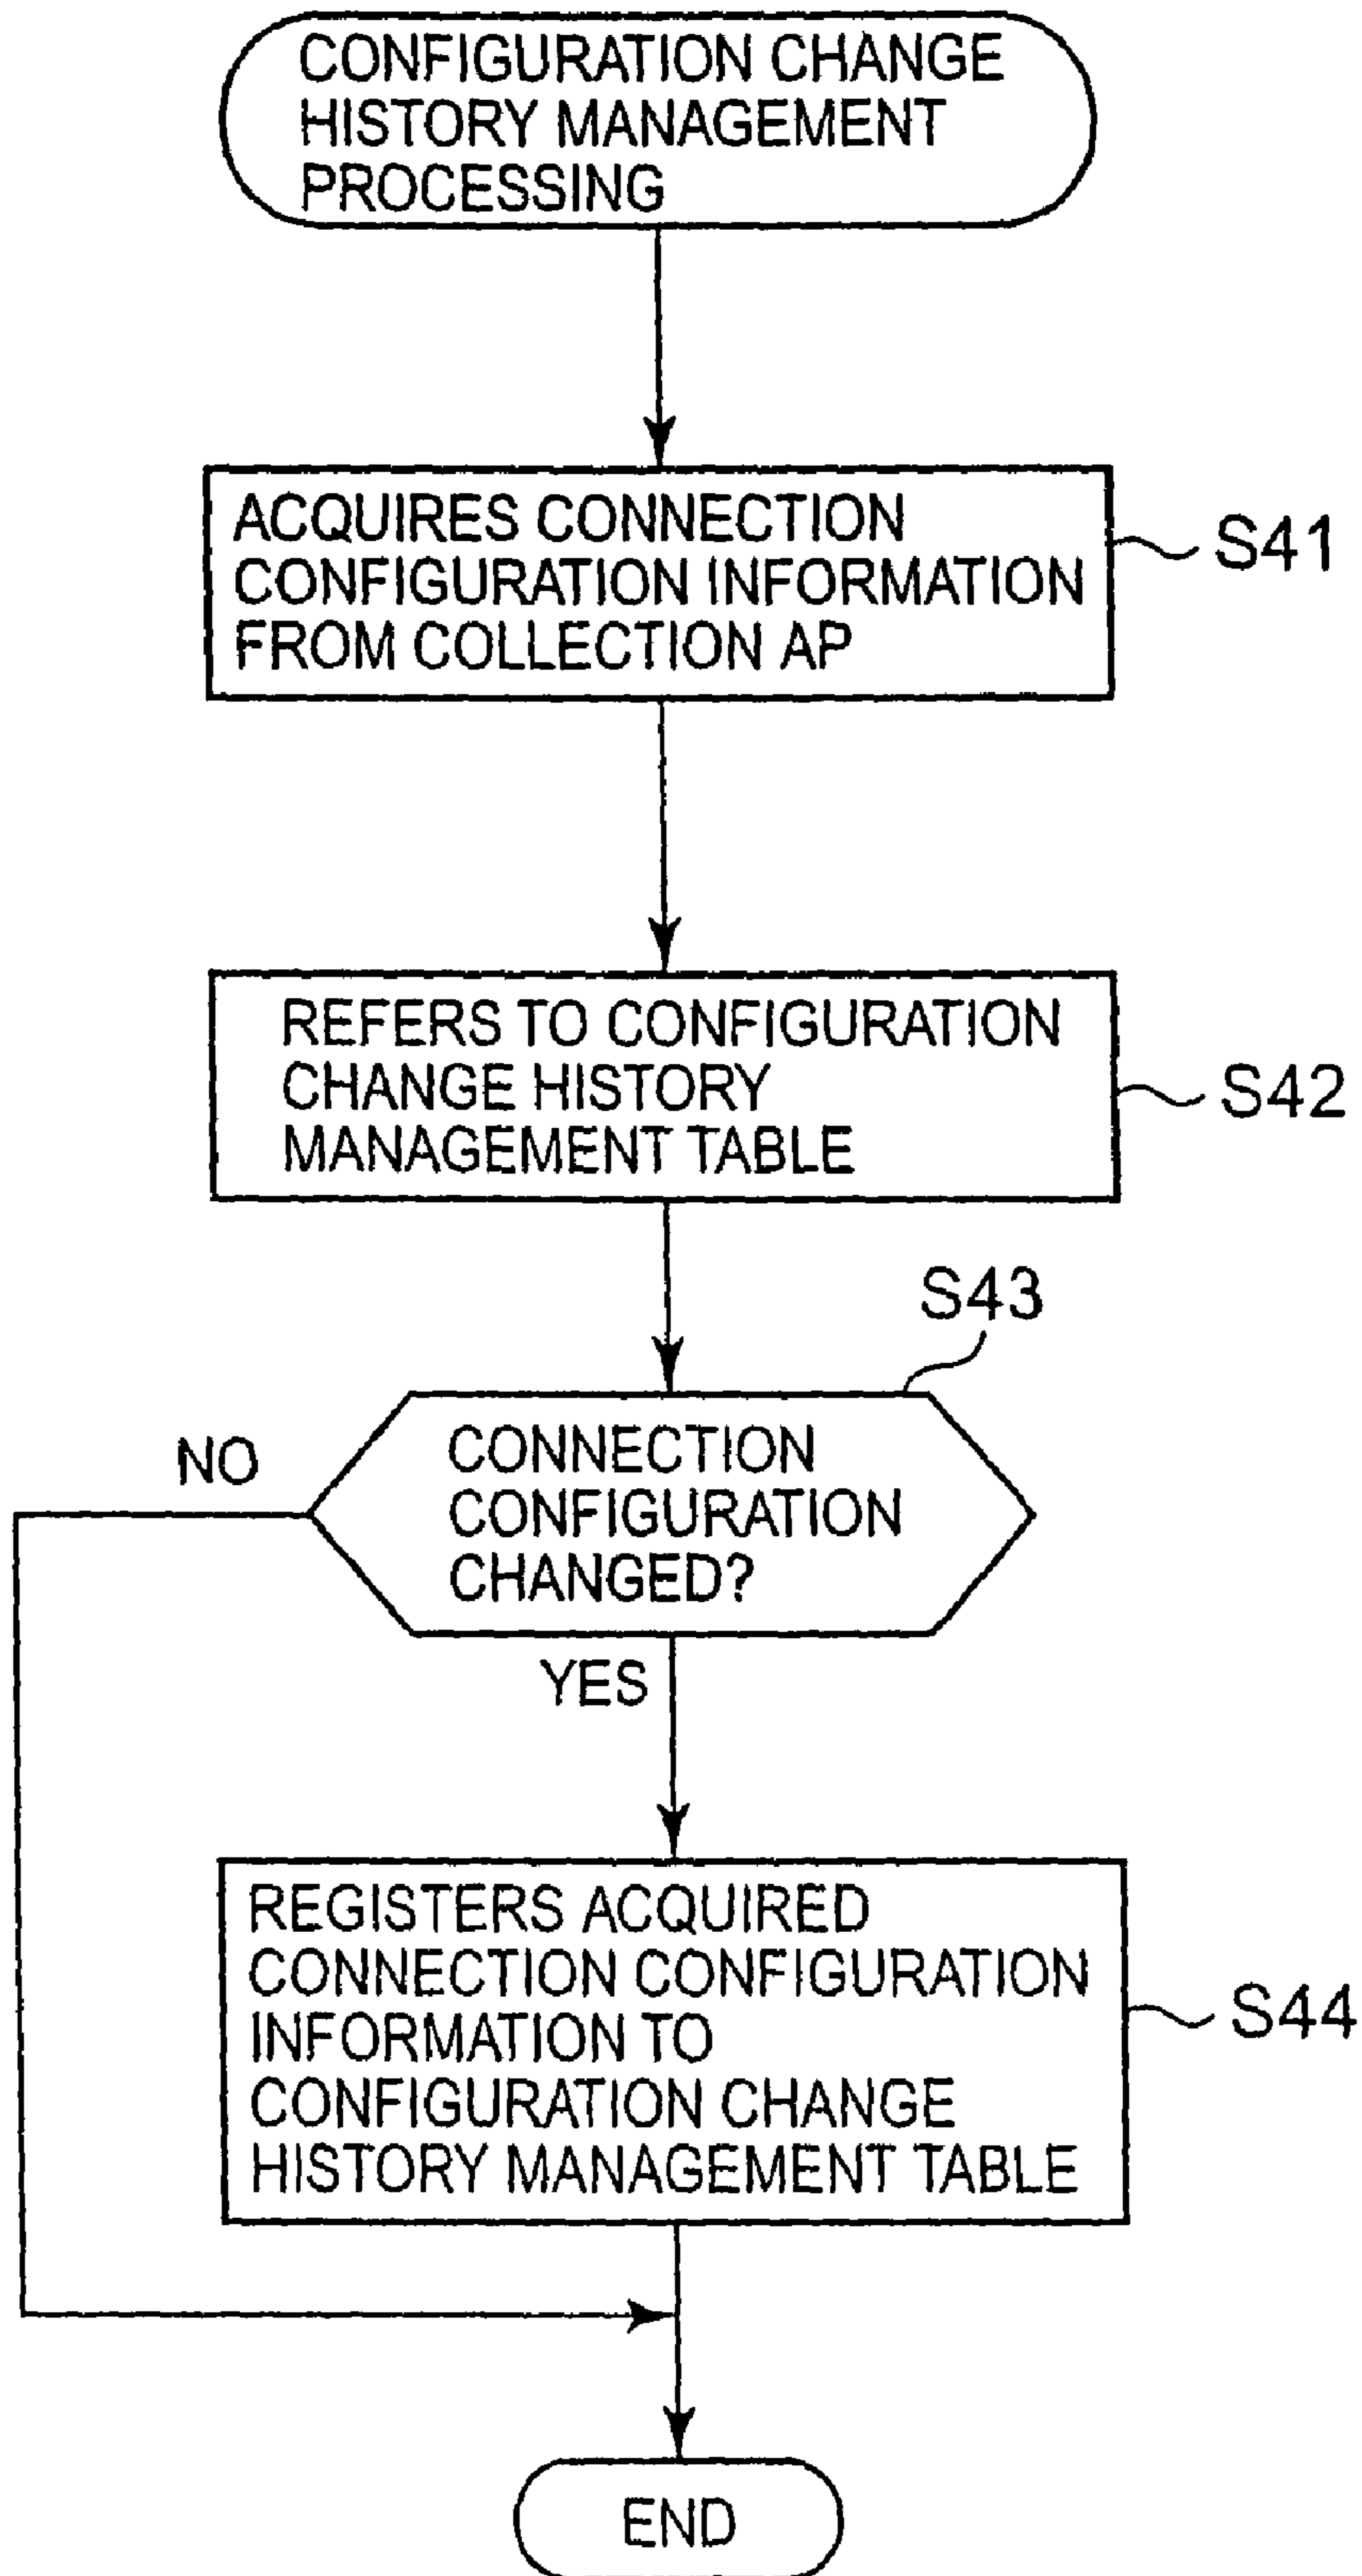 CONFIGURATION CHANGE
HISTORY MANAGEMENT
PROCESSING
ACQUIRES CONNECTION
CONFIGURATION INFORMATION
FROM COLLECTION AP
S41
REFERS TO CONFIGURATION
CHANGE HISTORY
MANAGEMENT TABLE
S42
S43
CONNECTION
CONFIGURATION
CHANGED?
NO
YES
REGISTERS ACQUIRED
CONNECTION CONFIGURATION
INFORMATION TO
CONFIGURATION CHANGE
HISTORY MANAGEMENT TABLE
S44
END